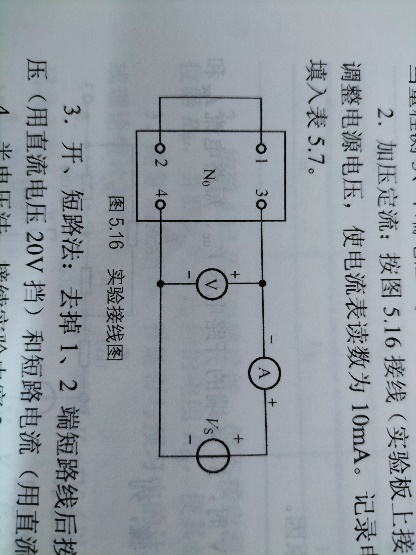 2. 加压定流：按图 5.16 接线（实验板上接
调整电源电压，使电流表读数为 10mA。记录电
填入表 5.7。
1
3
2
4
N₀
+
V
−
−
A
+
+
Vs
−
图 5.16 实验接线图
3. 开、短路法：去掉 1、2 端短路线后按
压（用直流电压 20V 挡）和短路电流（用直流